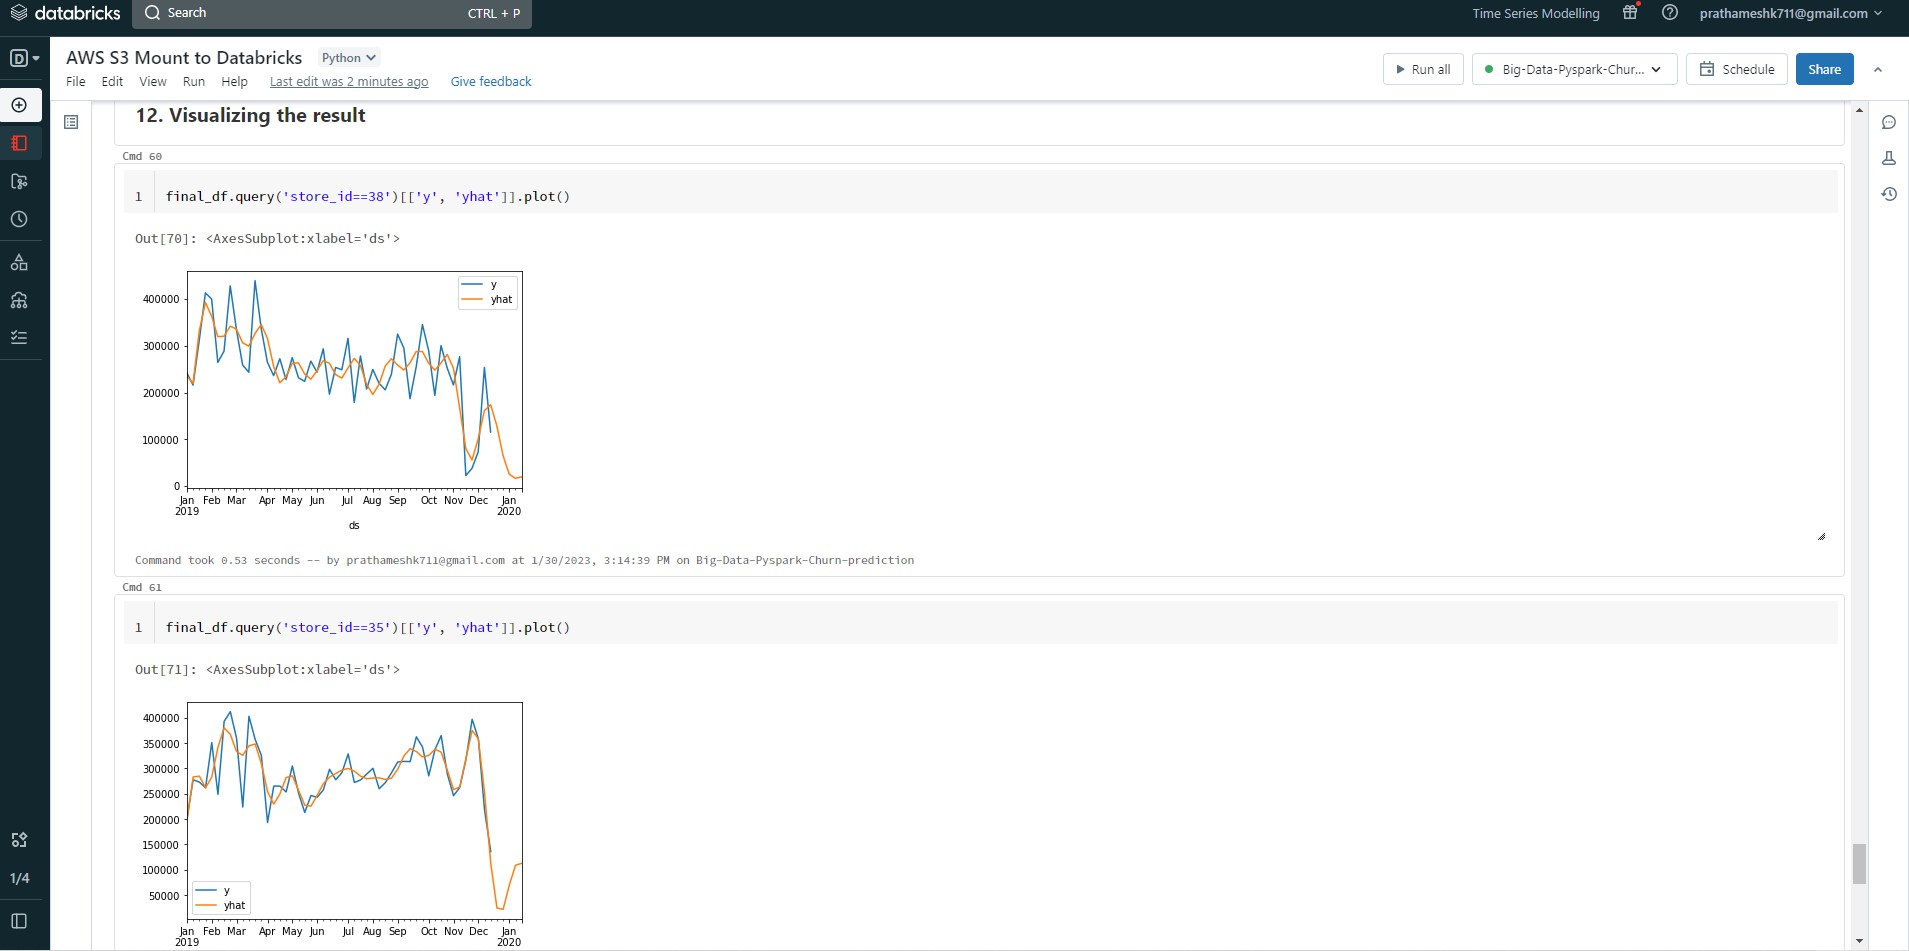 databricks
Search CTRL + P
Time Series Modelling
prathameshk711@gmail.com
D
AWS S3 Mount to Databricks Python
File Edit View Run Help Last edit was 2 minutes ago Give feedback
Run all
Big-Data-Pyspark-Chur...
Schedule
Share
12. Visualizing the result
Cmd 60
1 final_df.query('store_id==38')[['y', 'yhat']].plot()
Out[70]: <AxesSubplot:xlabel='ds'>
y
yhat
400000
300000
200000
100000
0
Jan Feb Mar Apr May Jun Jul Aug Sep Oct Nov Dec Jan
2019 2020
ds
Command took 0.53 seconds -- by prathameshk711@gmail.com at 1/30/2023, 3:14:39 PM on Big-Data-Pyspark-Churn-prediction
Cmd 61
1 final_df.query('store_id==35')[['y', 'yhat']].plot()
Out[71]: <AxesSubplot:xlabel='ds'>
400000
350000
300000
250000
200000
150000
100000
50000
y
yhat
Jan Feb Mar Apr May Jun Jul Aug Sep Oct Nov Dec Jan
2019 2020
1/4